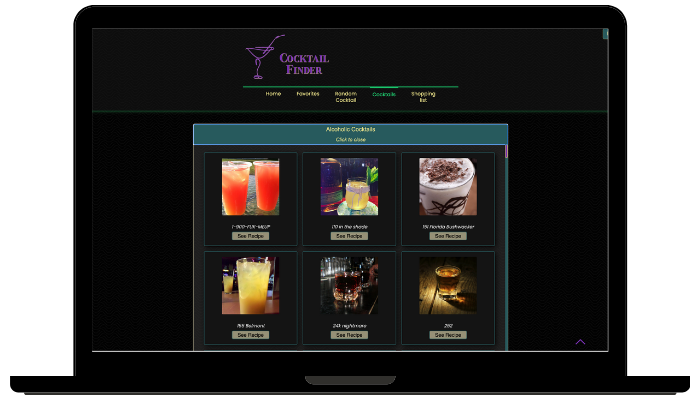 COCKTAIL
FINDER
Home Favorites Random Cocktail Cocktails Shopping list
Alcoholic Cocktails
Click to close
1-900-FUK-MEUP 110 in the shade 151 Florida Bushwacker
See Recipe See Recipe See Recipe
155 Belmont 24k nightmare 252
See Recipe See Recipe See Recipe